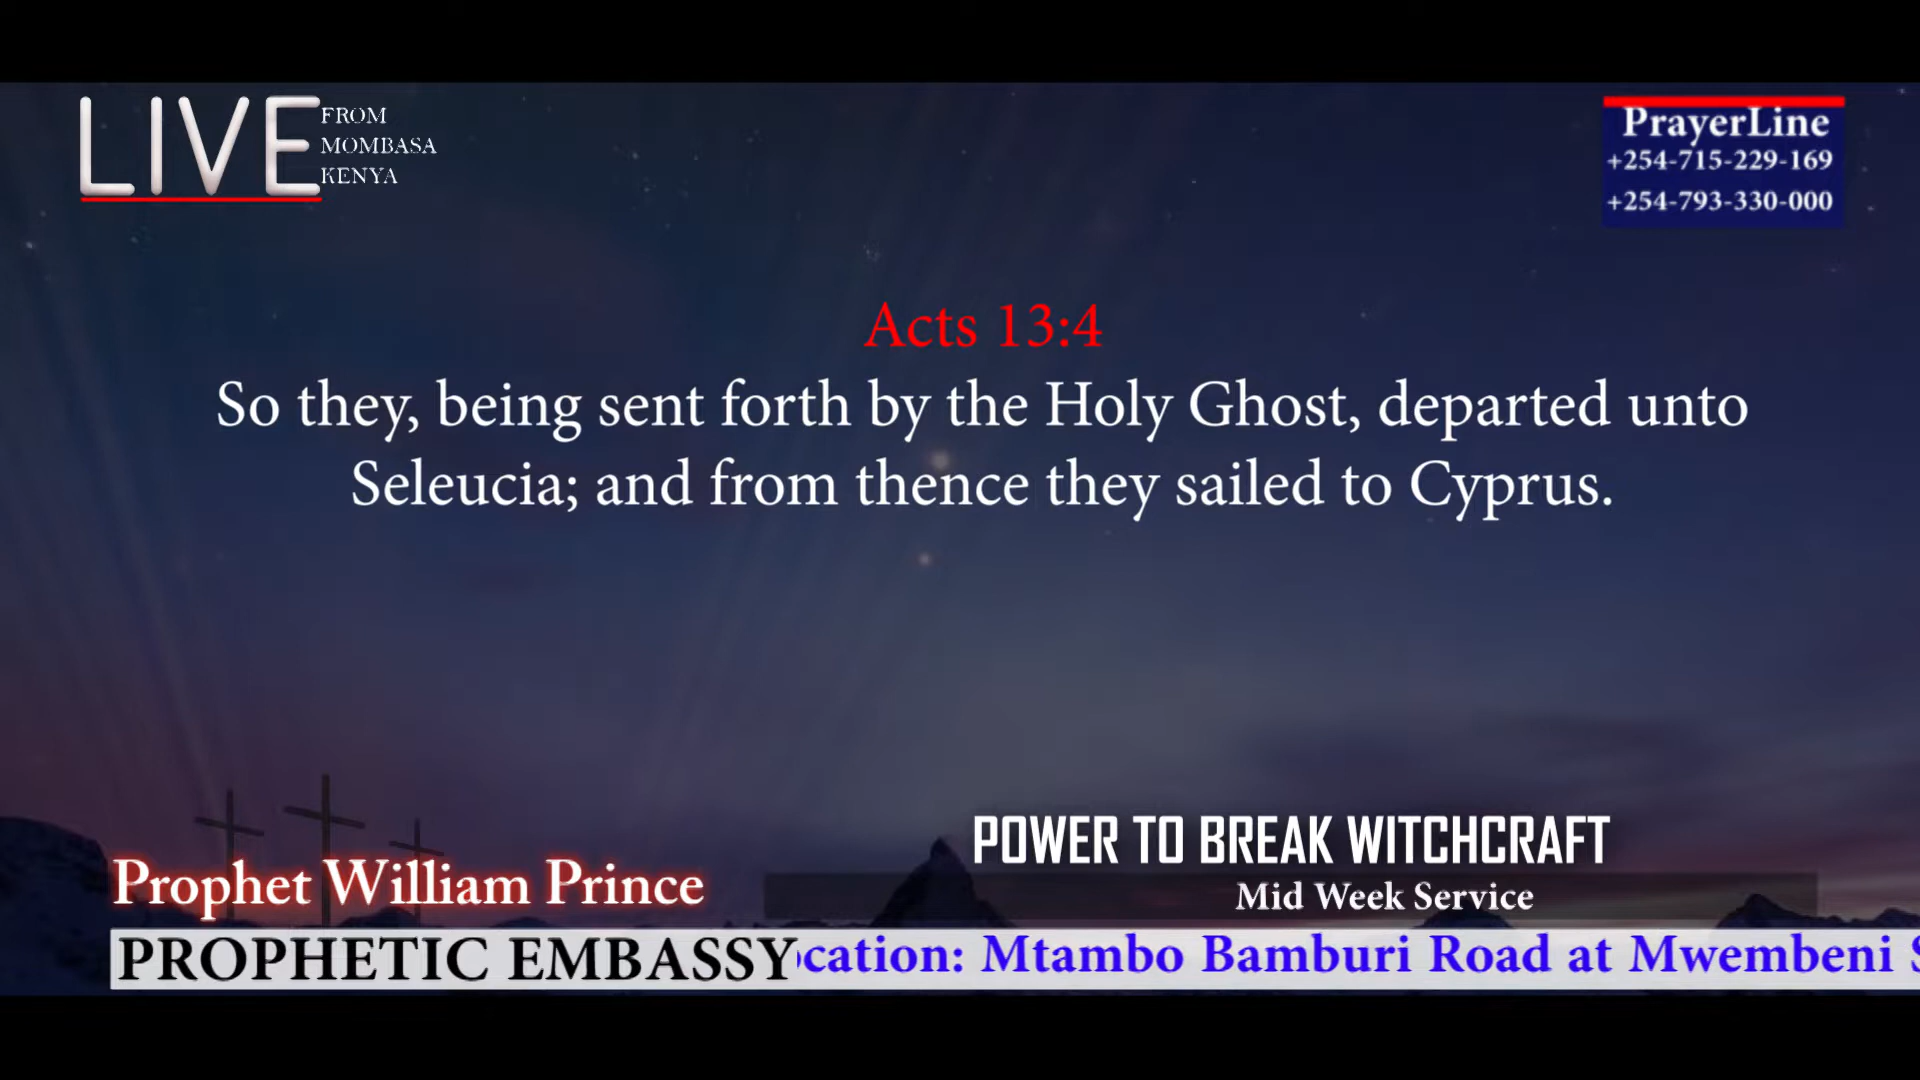 LIVE
FROM
MOMBASA
KENYA
PrayerLine
+254-715-229-169
+254-793-330-000
Acts 13:4
So they, being sent forth by the Holy Ghost, departed unto
Seleucia; and from thence they sailed to Cyprus.
POWER TO BREAK WITCHCRAFT
Mid Week Service
Prophet William Prince
PROPHETIC EMBASSY
cation: Mtambo Bamburi Road at Mwembeni S